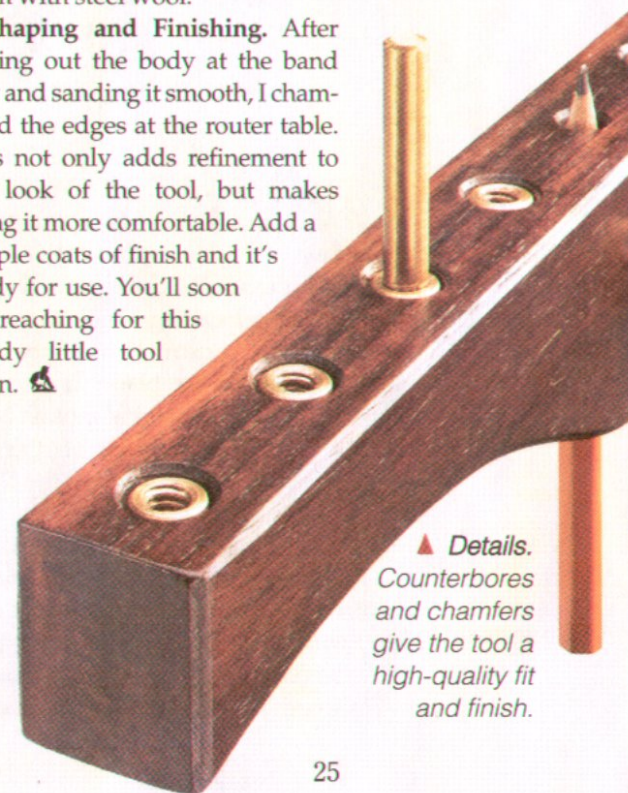 with steel wool.
haping and Finishing. After
ing out the body at the band
and sanding it smooth, I cham-
d the edges at the router table.
s not only adds refinement to
look of the tool, but makes
g it more comfortable. Add a
ple coats of finish and it's
dy for use. You'll soon
reaching for this
dy little tool
n.
▲ Details.
Counterbores
and chamfers
give the tool a
high-quality fit
and finish.
25